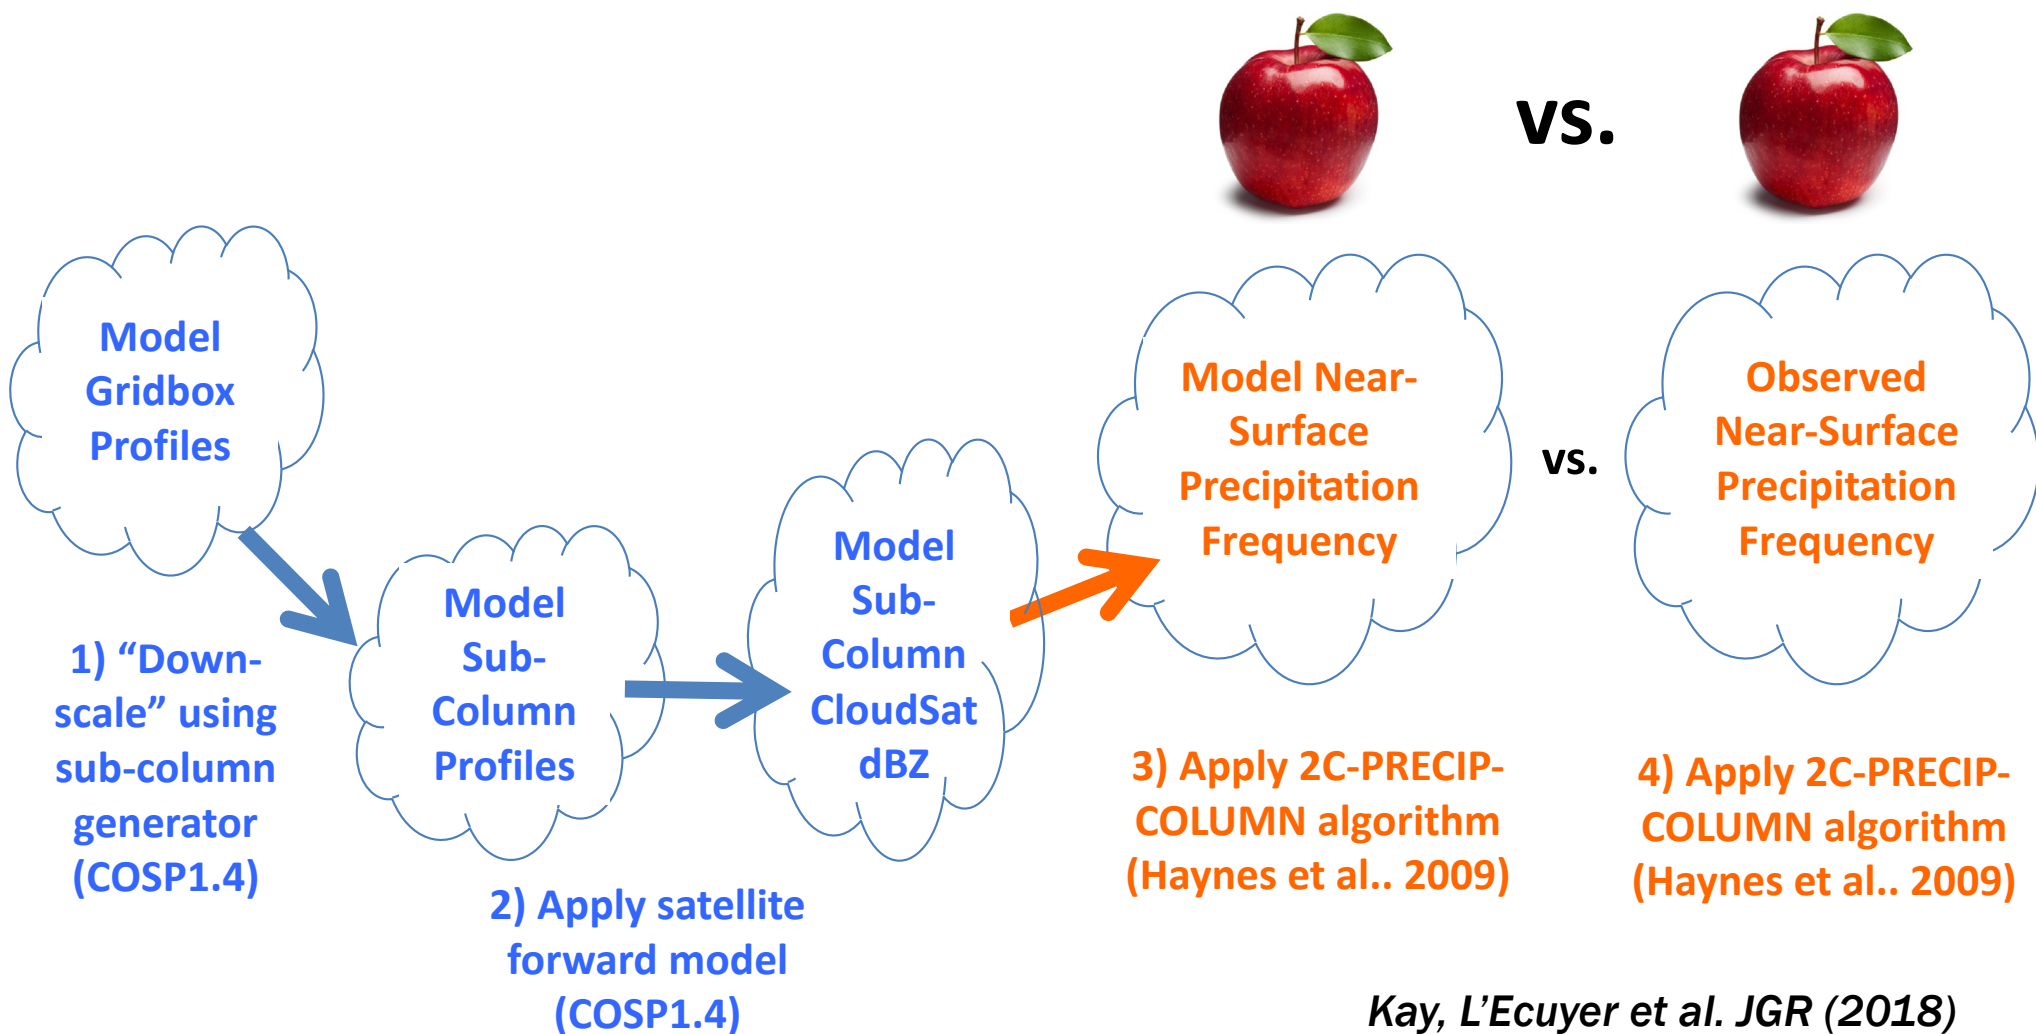 vs.
Model
Gridbox
Profiles
1) “Down-
scale” using
sub-column
generator
(COSP1.4)
Model
Sub-
Column
Profiles
2) Apply satellite
forward model
(COSP1.4)
Model
Sub-
Column
CloudSat
dBZ
Model Near-
Surface
Precipitation
Frequency
3) Apply 2C-PRECIP-
COLUMN algorithm
(Haynes et al.. 2009)
vs.
Observed
Near-Surface
Precipitation
Frequency
4) Apply 2C-PRECIP-
COLUMN algorithm
(Haynes et al.. 2009)
Kay, L’Ecuyer et al. JGR (2018)